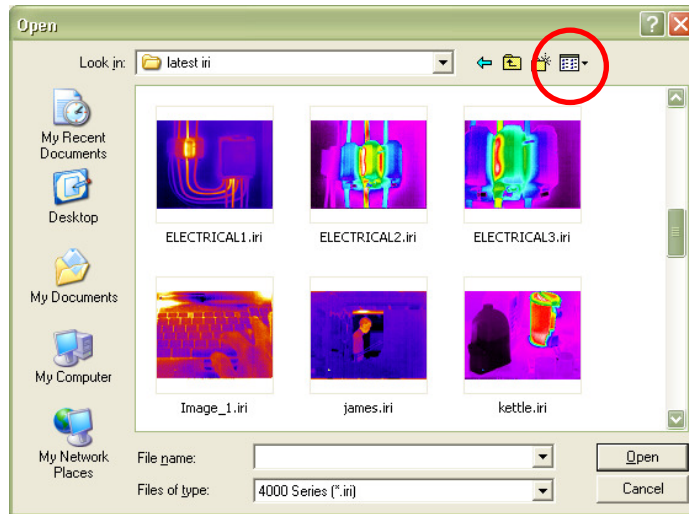 Open
Look in:
latest iri
My Recent
Documents
Desktop
My Documents
My Computer
My Network
Places
ELECTRICAL1.iri
ELECTRICAL2.iri
ELECTRICAL3.iri
Image_1.iri
james.iri
kettle.iri
File name:
Open
Files of type:
4000 Series (*.iri)
Cancel